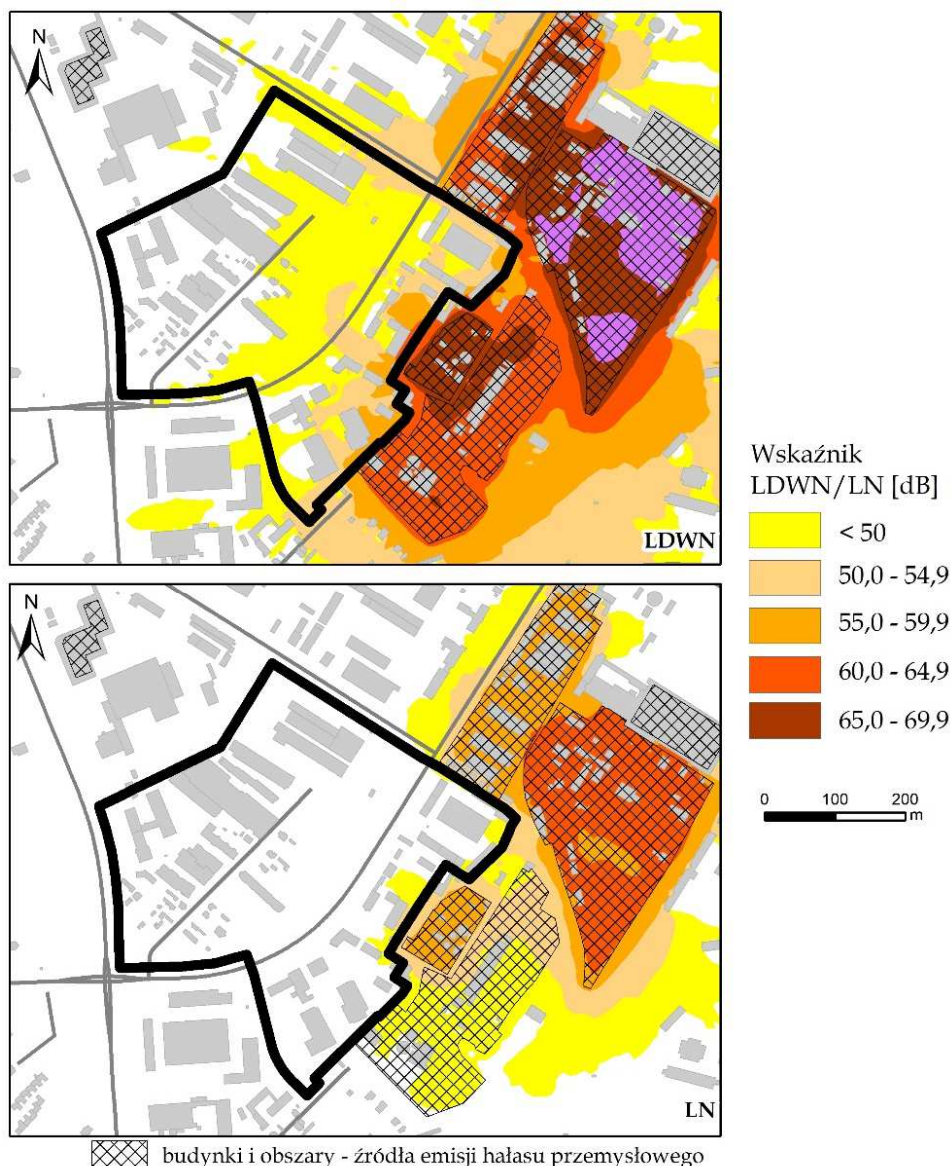 N
LDWN
Wskaźnik
LDWN/LN [dB]
< 50
50,0 - 54,9
55,0 - 59,9
60,0 - 64,9
65,0 - 69,9
0 100 200
m
N
LN
budynki i obszary - źródła emisji hałasu przemysłowego